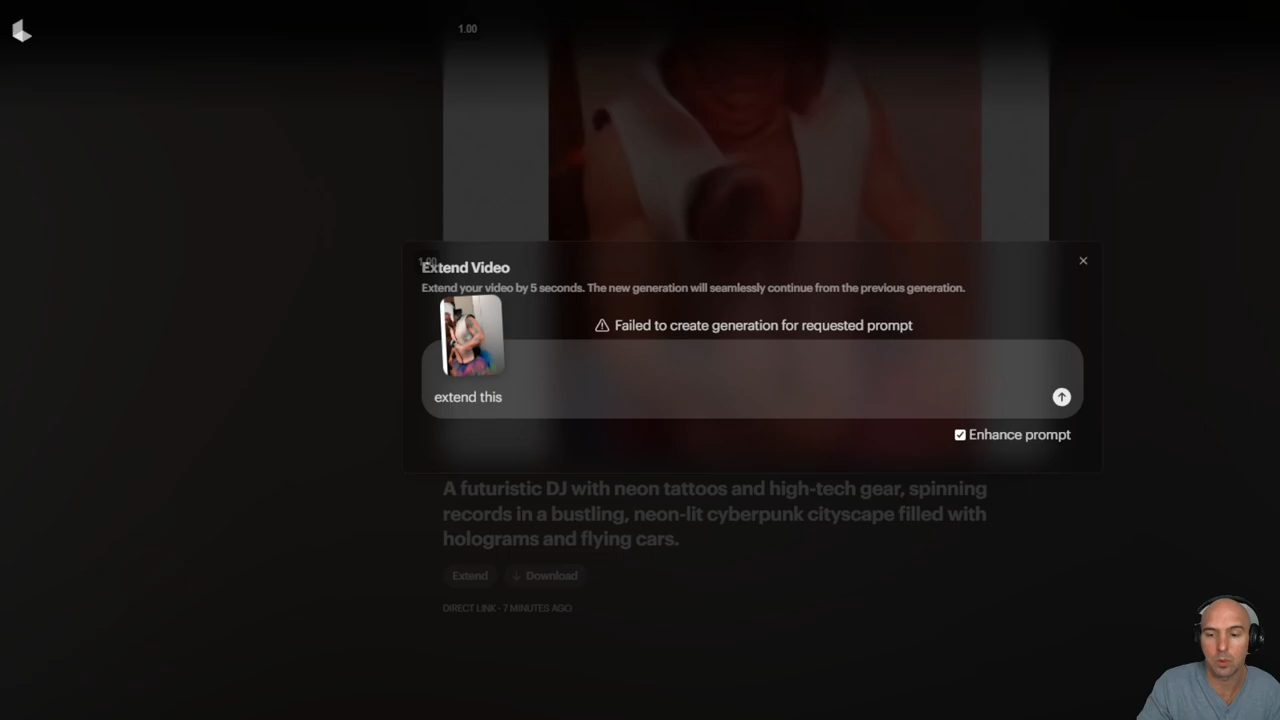 1.00
1.00
Extend Video
Extend your video by 5 seconds. The new generation will seamlessly continue from the previous generation.
Failed to create generation for requested prompt
extend this
Enhance prompt
A futuristic DJ with neon tattoos and high-tech gear, spinning
records in a bustling, neon-lit cyberpunk cityscape filled with
holograms and flying cars.
Extend
Download
DIRECT LINK · 7 MINUTES AGO